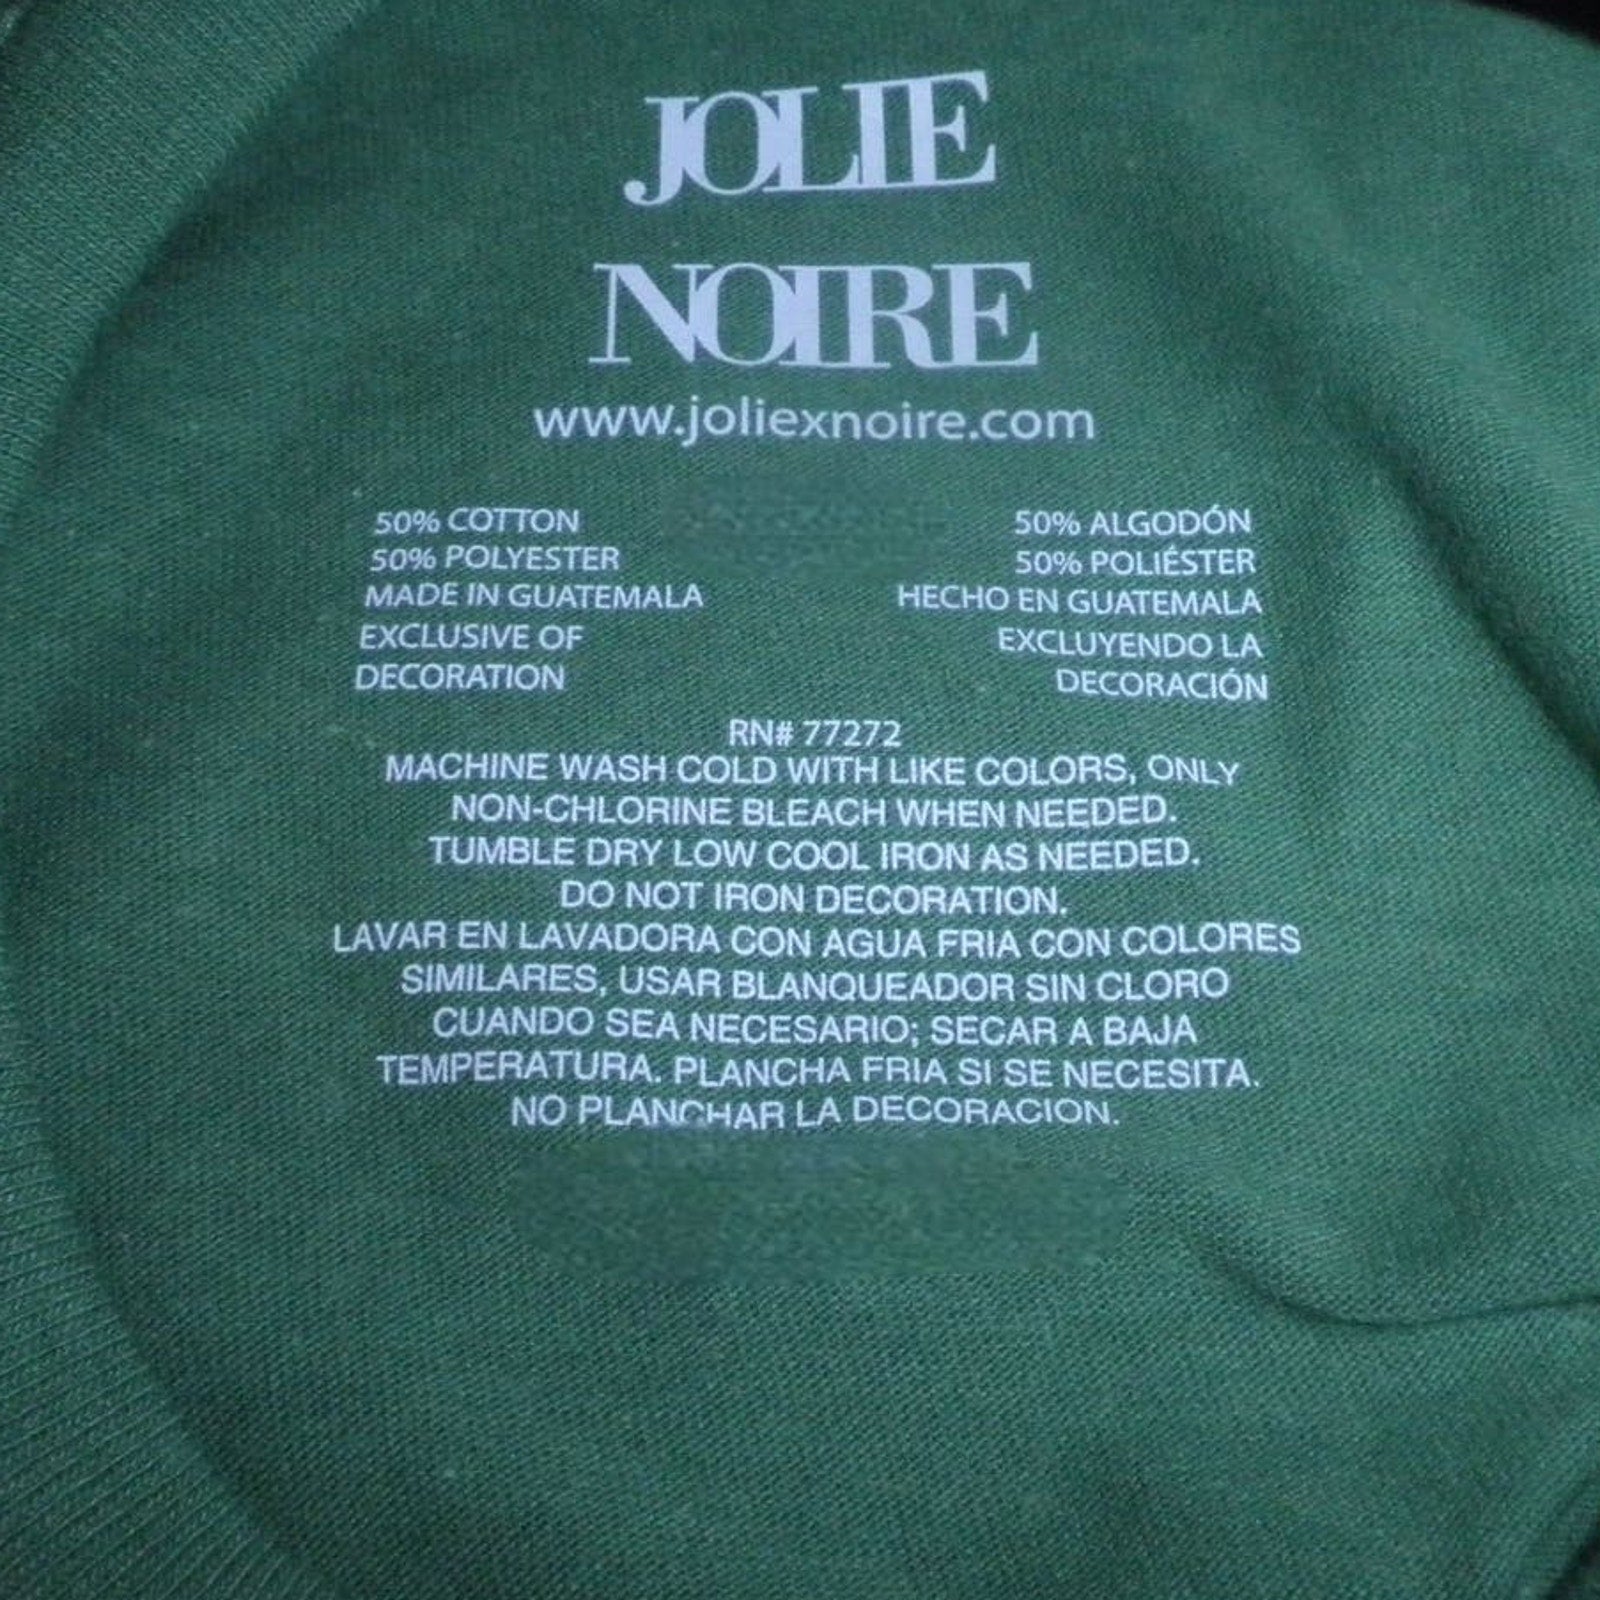 JOLIE
NOIRE
www.joliexnoire.com
50% COTTON
50% POLYESTER
MADE IN GUATEMALA
EXCLUSIVE OF
DECORATION
50% ALGODÓN
50% POLIÉSTER
HECHO EN GUATEMALA
EXCLUYENDO LA
DECORACIÓN
RN# 77272
MACHINE WASH COLD WITH LIKE COLORS, ONLY
NON-CHLORINE BLEACH WHEN NEEDED.
TUMBLE DRY LOW COOL IRON AS NEEDED.
DO NOT IRON DECORATION.
LAVAR EN LAVADORA CON AGUA FRIA CON COLORES
SIMILARES, USAR BLANQUEADOR SIN CLORO
CUANDO SEA NECESARIO; SECAR A BAJA
TEMPERATURA. PLANCHA FRIA SI SE NECESITA.
NO PLANCHAR LA DECORACION.